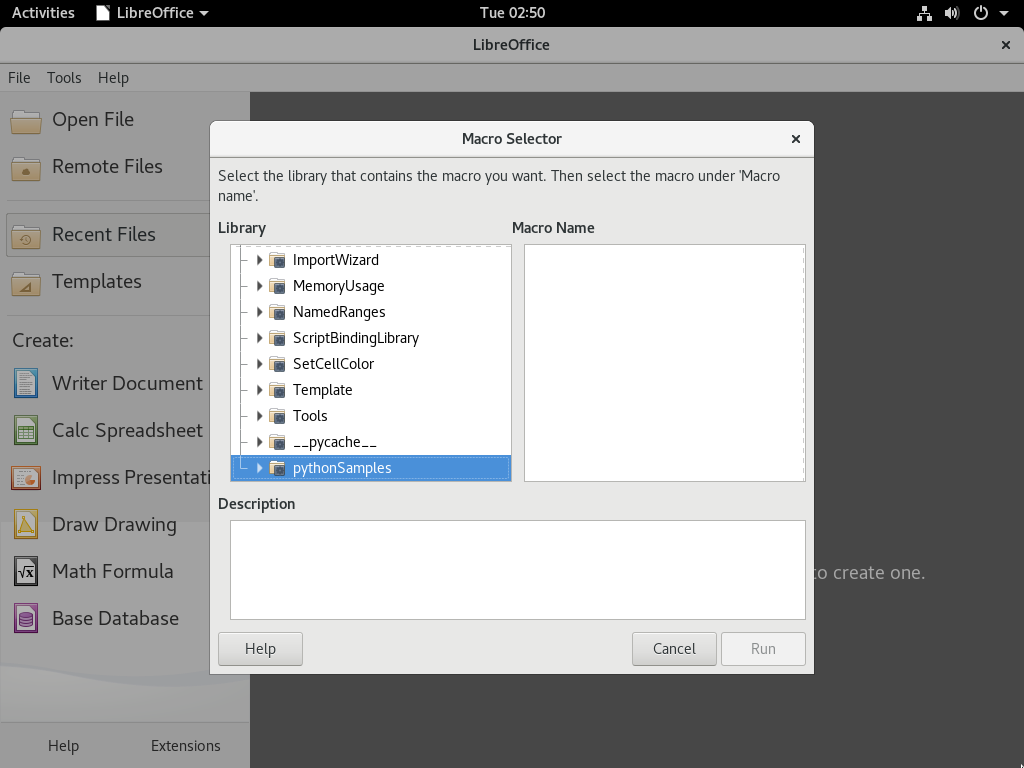 Activities LibreOffice Tue 02:50
LibreOffice
File Tools Help
Open File
Remote Files
Recent Files
Templates
Create:
Writer Document
Calc Spreadsheet
Impress Presentati
Draw Drawing
Math Formula
Base Database
Help Extensions
to create one.
Macro Selector
Select the library that contains the macro you want. Then select the macro under 'Macro
name'.
Library Macro Name
ImportWizard
MemoryUsage
NamedRanges
ScriptBindingLibrary
SetCellColor
Template
Tools
__pycache__
pythonSamples
Description
Help Cancel Run